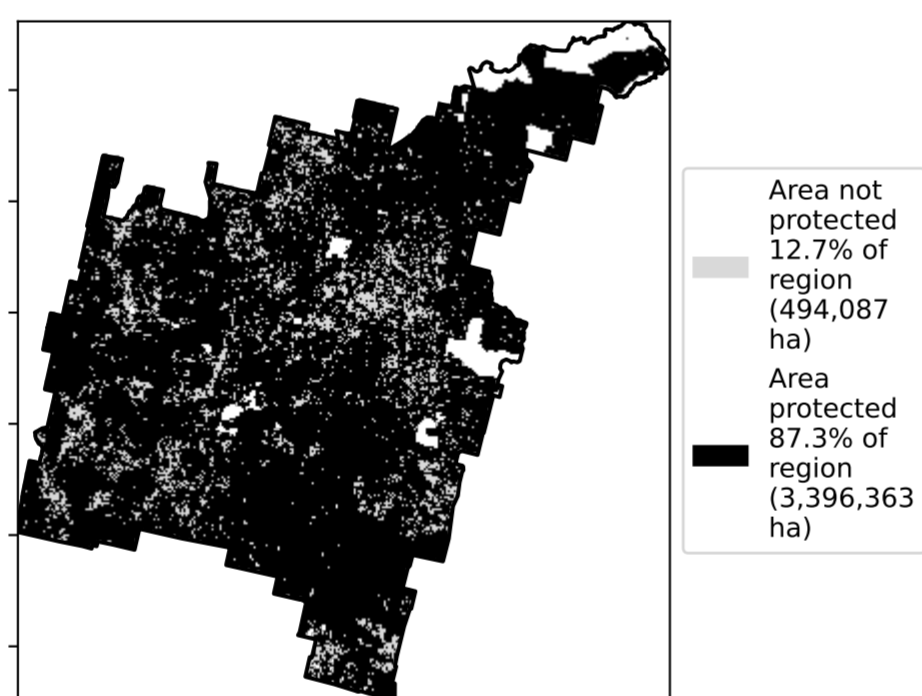 Area not
protected
12.7% of
region
(494,087
ha)
Area
protected
87.3% of
region
(3,396,363
ha)